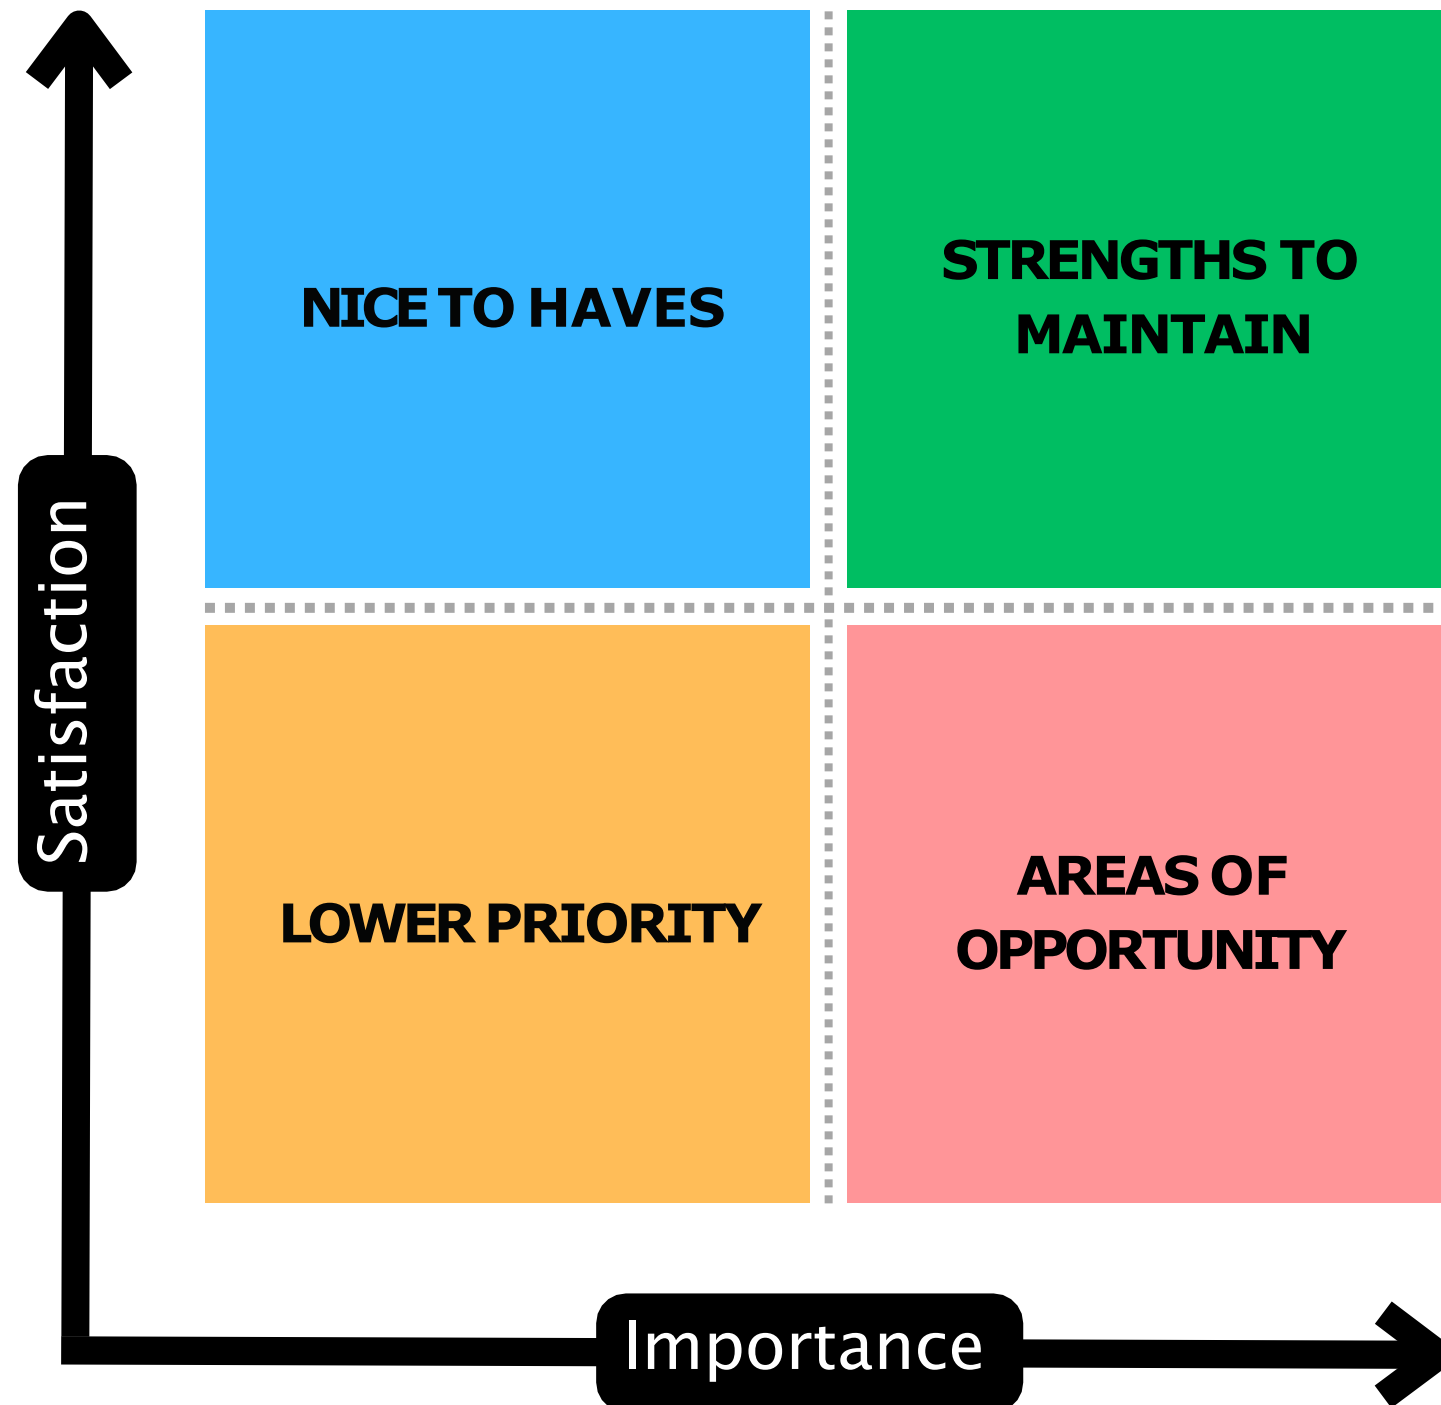 NICE TO HAVES
STRENGTHS TO
MAINTAIN
Satisfaction
LOWER PRIORITY
AREAS OF
OPPORTUNITY
Importance